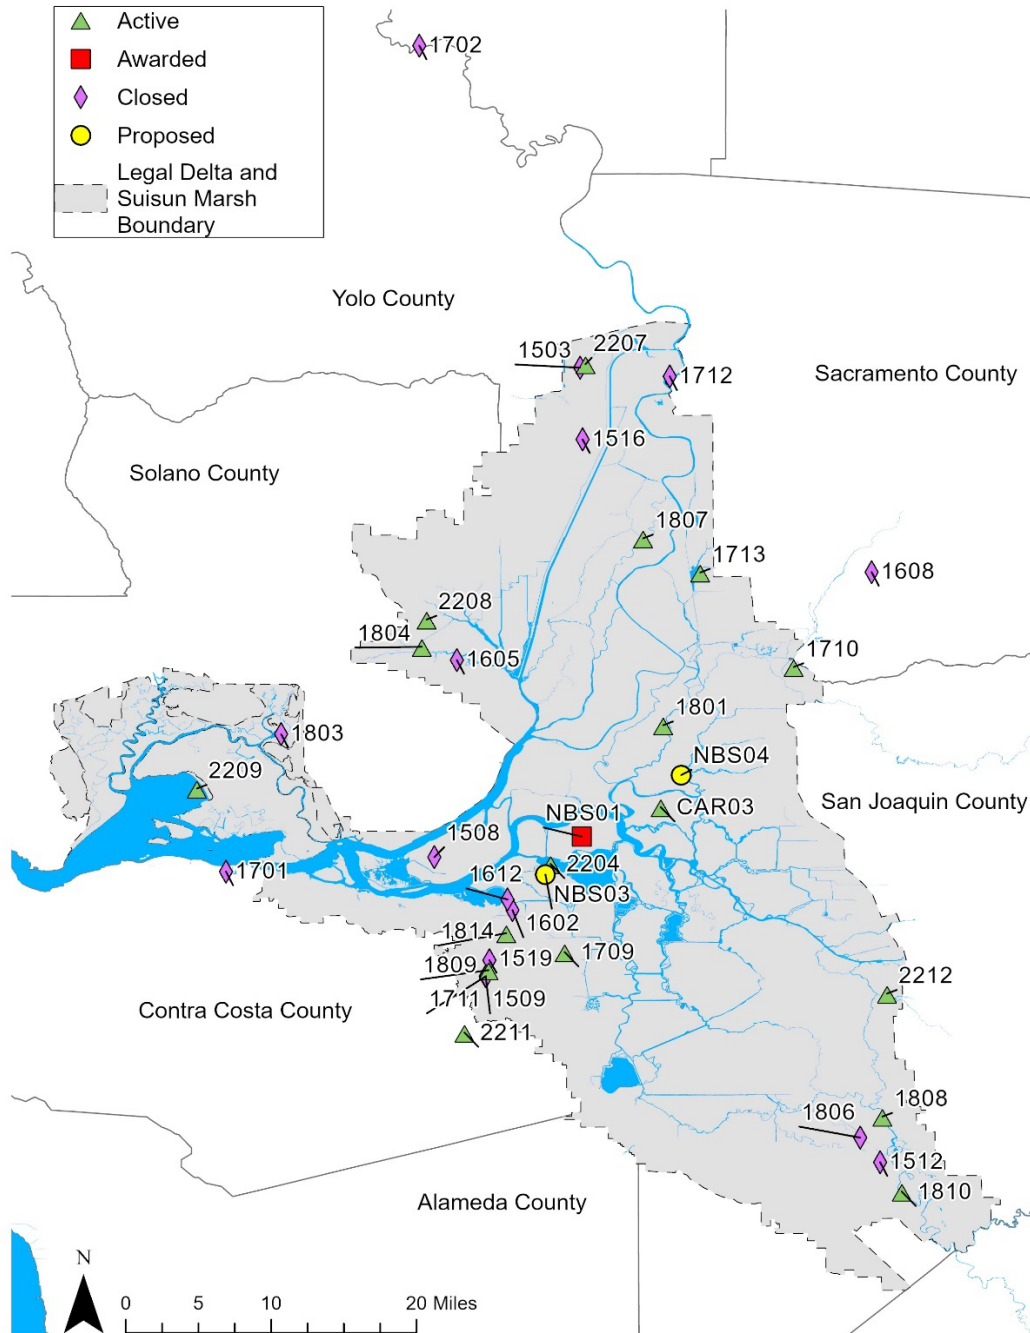 Active
Awarded
Closed
Proposed
Legal Delta and
Suisun Marsh
Boundary
1702
Yolo County
1503
2207
1712
Sacramento County
1516
Solano County
1807
1713
1608
2208
1804
1605
1710
1801
1803
NBS04
2209
CAR03
San Joaquin County
NBS01
1508
2204
1701
1612
NBS03
1602
1814
1519
1709
1809
2212
1711
1509
Contra Costa County
2211
1808
1806
1512
1810
Alameda County
N
0 5 10 20 Miles